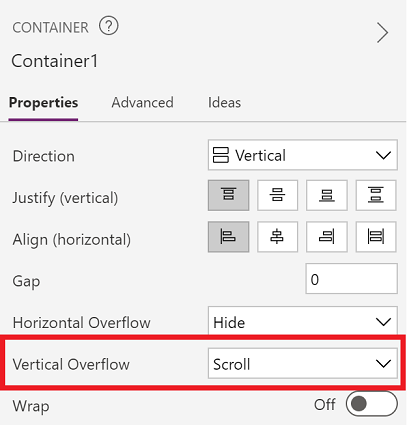 CONTAINER ?
Container1
Properties Advanced Ideas
Direction Vertical
Justify (vertical)
Align (horizontal)
Gap 0
Horizontal Overflow Hide
Vertical Overflow Scroll
Wrap Off